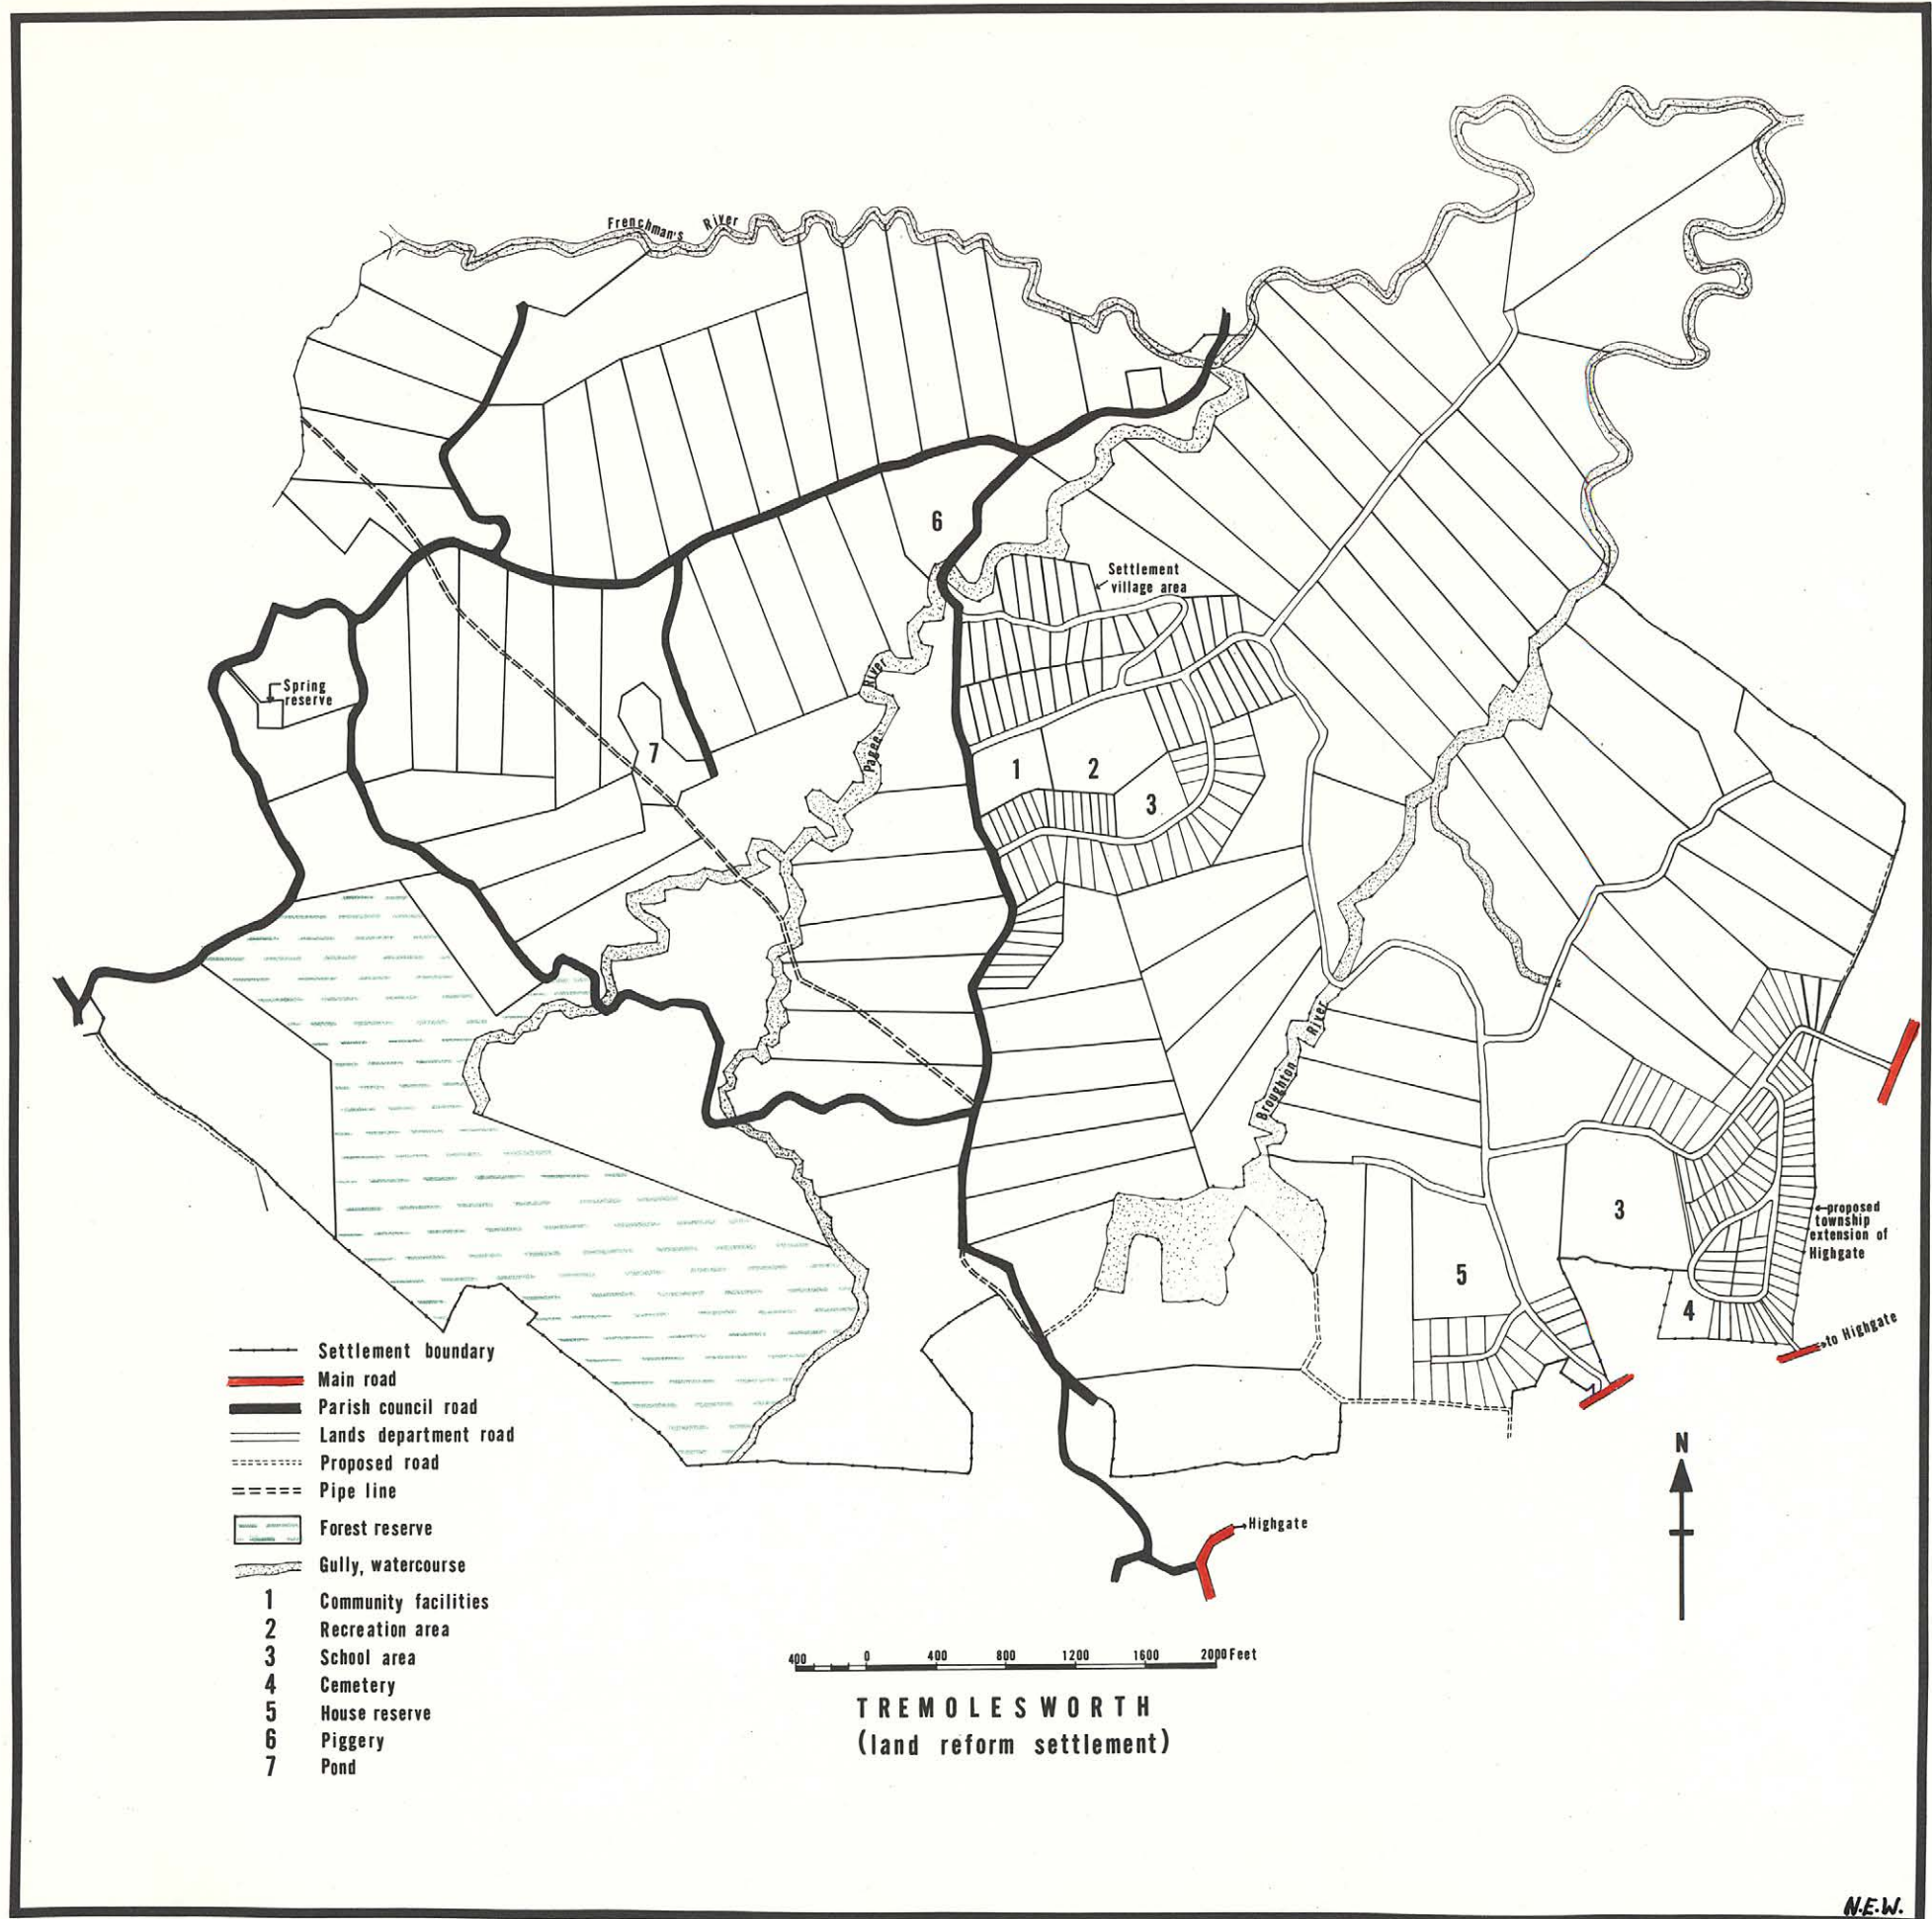 Frenchman's River
6
Settlement
village area
Spring
reserve
Pagee River
7
1
2
3
Broughton River
3
proposed
township
extension of
Highgate
5
4
to Highgate
Settlement boundary
Main road
Parish council road
Lands department road
Proposed road
Pipe line
Forest reserve
Gully, watercourse
1 Community facilities
2 Recreation area
3 School area
4 Cemetery
5 House reserve
6 Piggery
7 Pond
N
Highgate
400 0 400 800 1200 1600 2000 Feet
TREMOLESWORTH
(land reform settlement)
N.E.W.